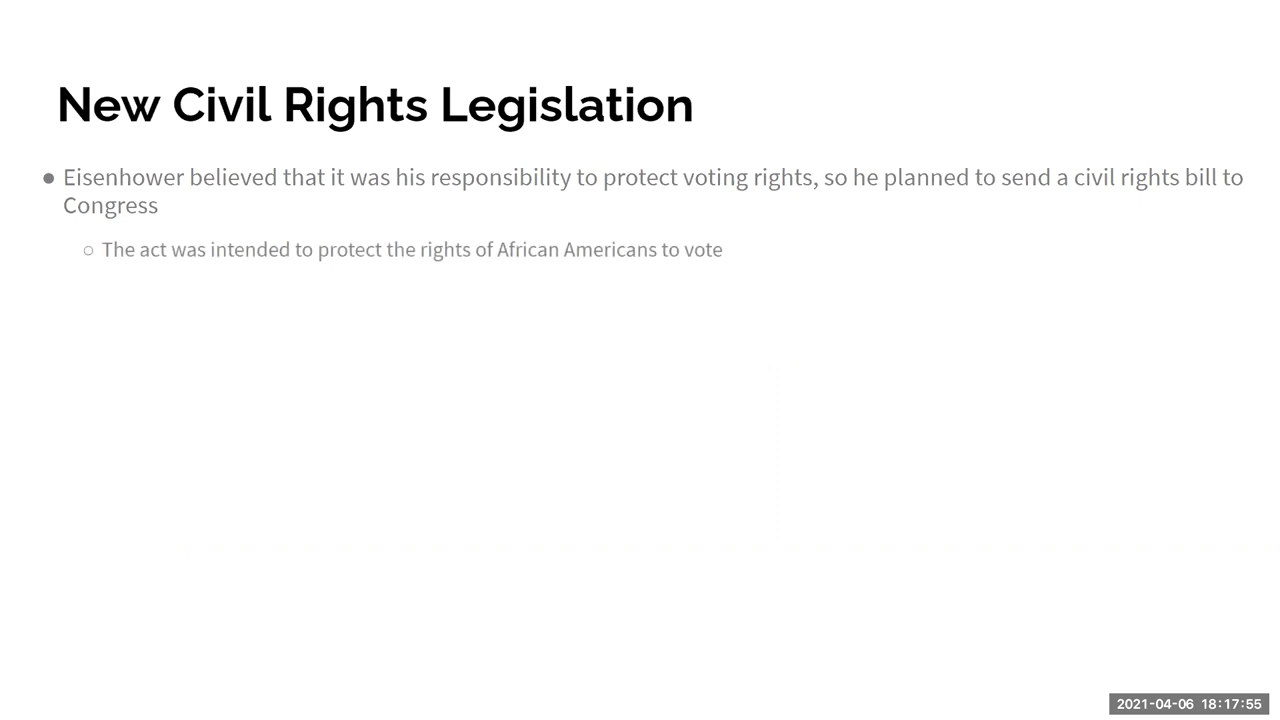 New Civil Rights Legislation
● Eisenhower believed that it was his responsibility to protect voting rights, so he planned to send a civil rights bill to
Congress
○ The act was intended to protect the rights of African Americans to vote
2021-04-06 18:17:55